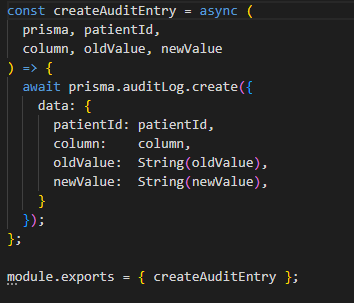 const createAuditEntry = async (
  prisma, patientId,
  column, oldValue, newValue
) => {
  await prisma.auditLog.create({
    data: {
      patientId: patientId,
      column:    column,
      oldValue:  String(oldValue),
      newValue:  String(newValue),
    }
  });
};

module.exports = { createAuditEntry };